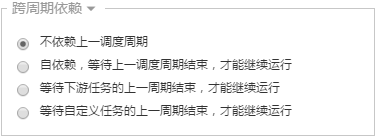 跨周期依赖
不依赖上一调度周期
自依赖，等待上一调度周期结束，才能继续运行
等待下游任务的上一周期结束，才能继续运行
等待自定义任务的上一周期结束，才能继续运行